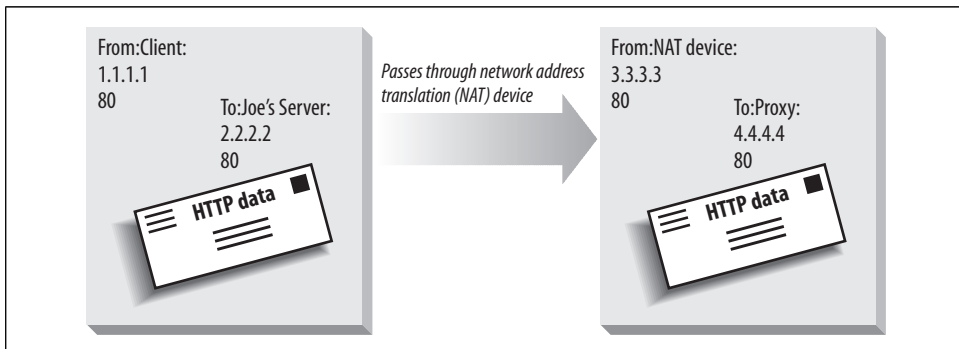 From:Client:
1.1.1.1
80
To:Joe's Server:
2.2.2.2
80
HTTP data
Passes through network address
translation (NAT) device
From:NAT device:
3.3.3.3
80
To:Proxy:
4.4.4.4
80
HTTP data